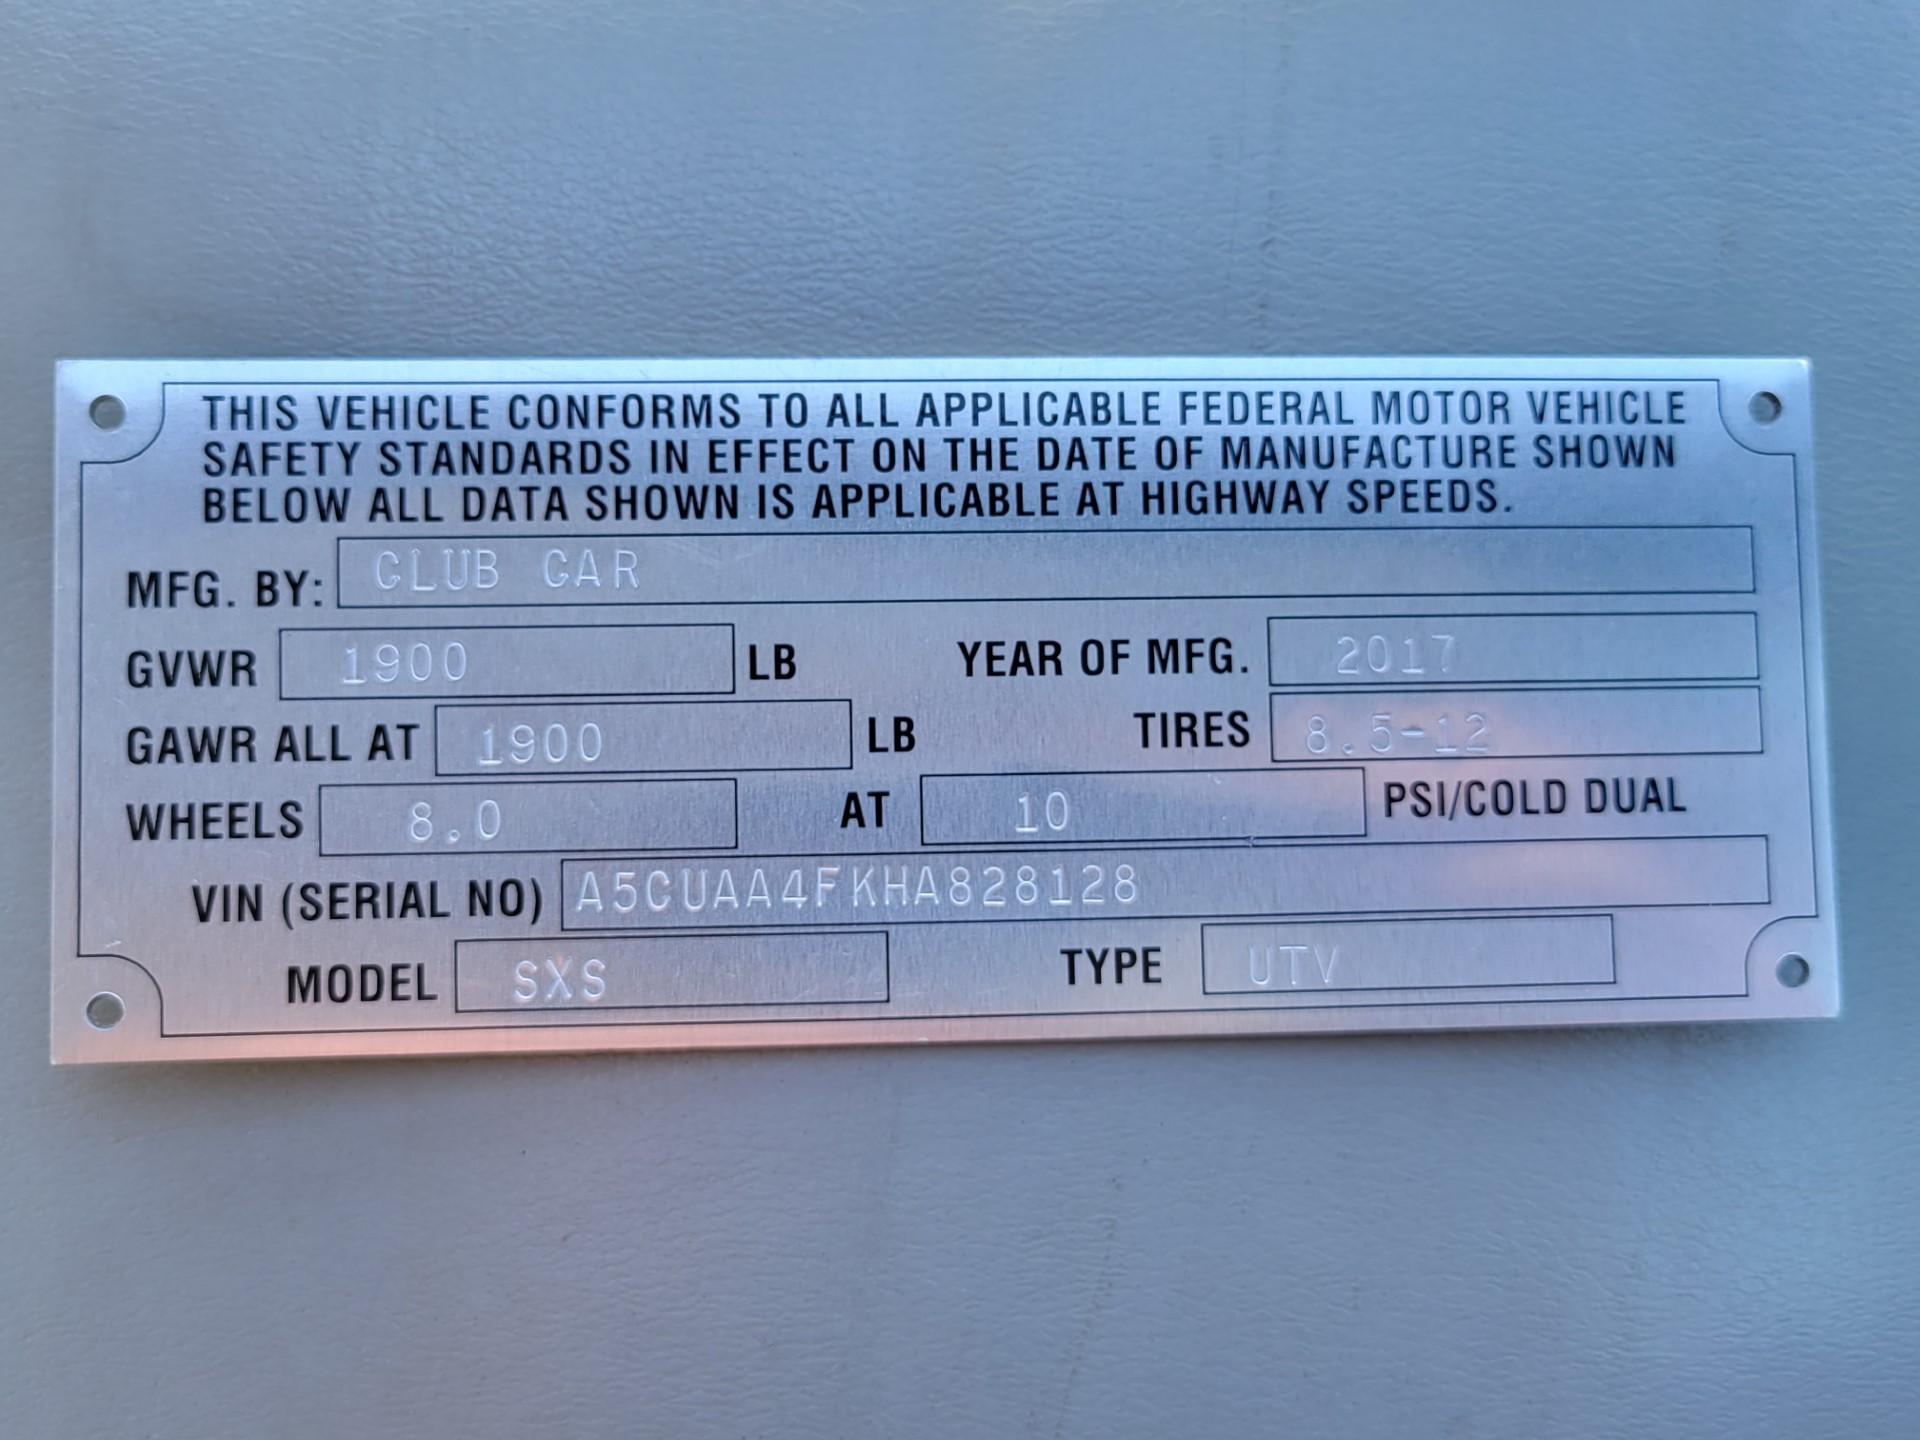 THIS VEHICLE CONFORMS TO ALL APPLICABLE FEDERAL MOTOR VEHICLE
SAFETY STANDARDS IN EFFECT ON THE DATE OF MANUFACTURE SHOWN
BELOW ALL DATA SHOWN IS APPLICABLE AT HIGHWAY SPEEDS.
MFG. BY: CLUB CAR
GVWR 1900 LB YEAR OF MFG. 2017
GAWR ALL AT 1900 LB TIRES 8.5-12
WHEELS 8.0 AT 10 PSI/COLD DUAL
VIN (SERIAL NO) A5CUAA4FKHA828128
MODEL SXS TYPE UTV